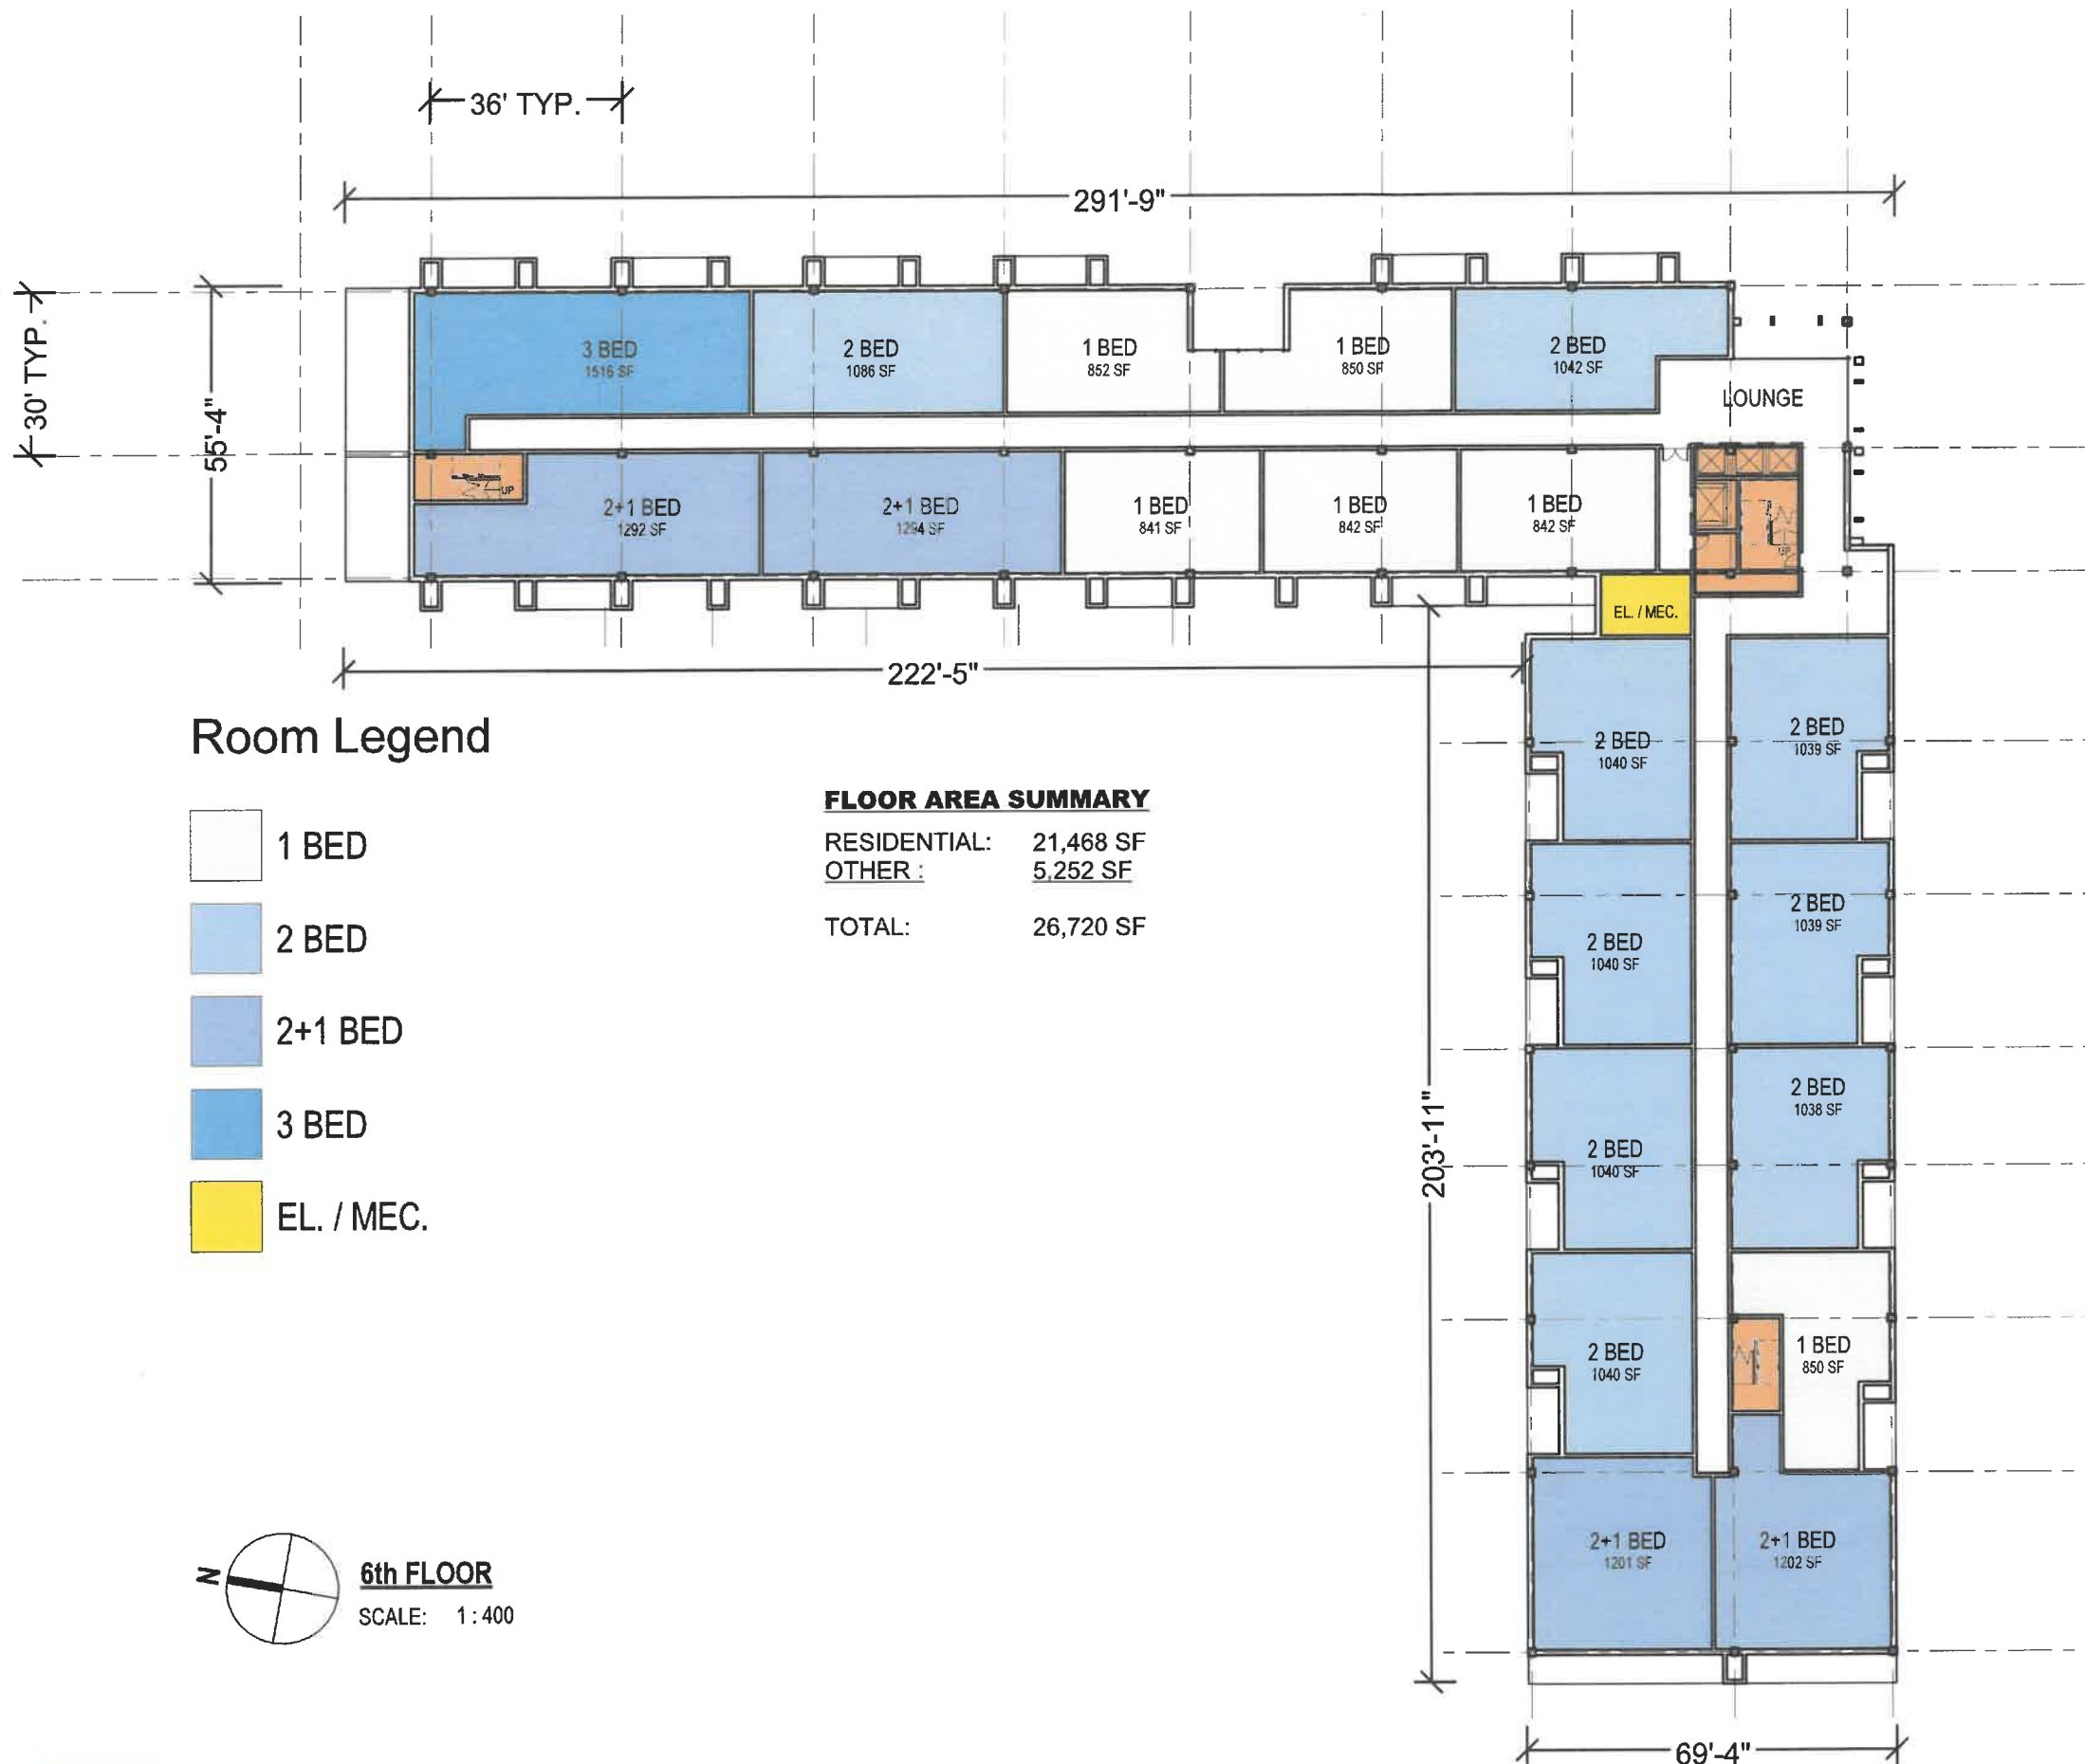 36' TYP.
291'-9"
30' TYP.
55'-4"
3 BED
1516 SF
2 BED
1086 SF
1 BED
852 SF
1 BED
850 SF
2 BED
1042 SF
LOUNGE
UP
2+1 BED
1292 SF
2+1 BED
1294 SF
1 BED
841 SF
1 BED
842 SF
1 BED
842 SF
UP
EL. / MEC.
222'-5"
Room Legend
1 BED
2 BED
2+1 BED
3 BED
EL. / MEC.
FLOOR AREA SUMMARY
RESIDENTIAL: 21,468 SF
OTHER : 5,252 SF
TOTAL: 26,720 SF
203'-11"
2 BED
1040 SF
2 BED
1039 SF
2 BED
1040 SF
2 BED
1039 SF
2 BED
1040 SF
2 BED
1038 SF
2 BED
1040 SF
1 BED
850 SF
2+1 BED
1201 SF
2+1 BED
1202 SF
N
6th FLOOR
SCALE: 1 : 400
69'-4"